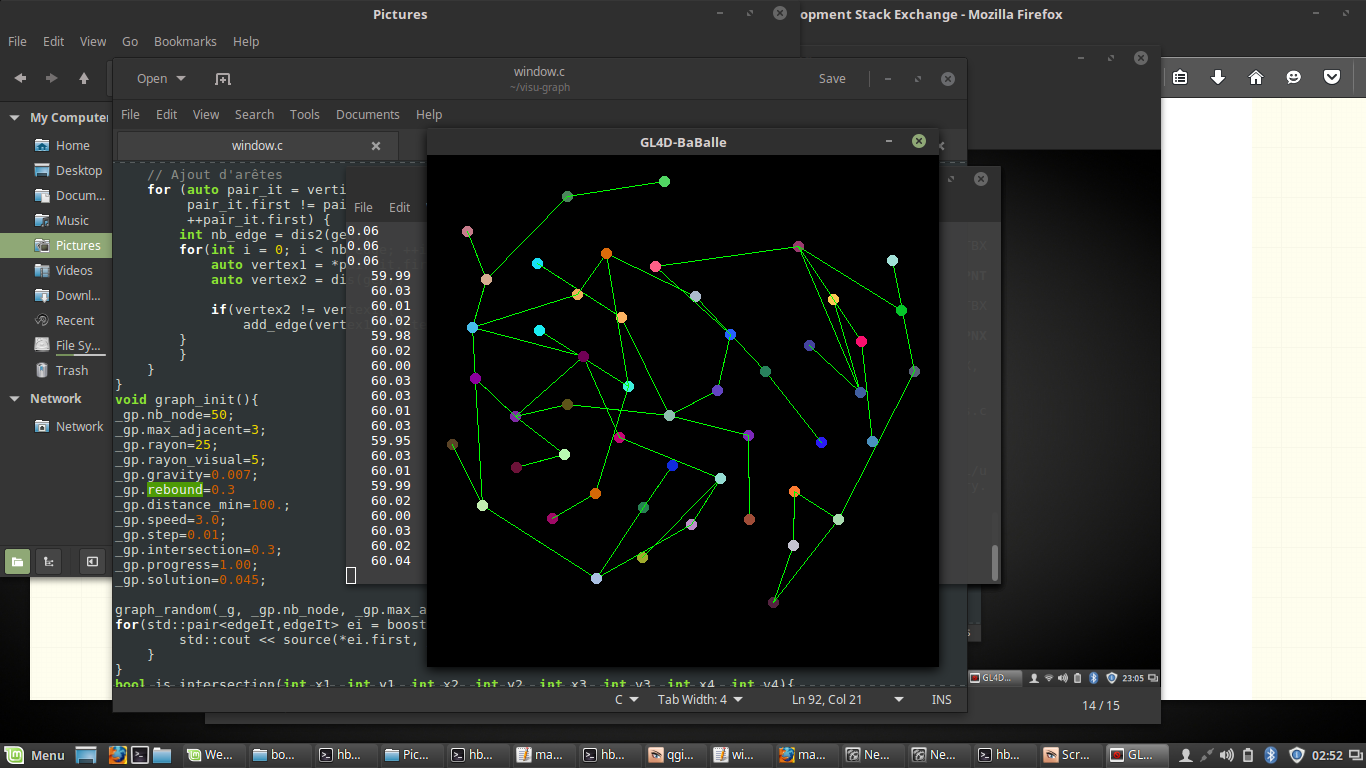 Pictures
opment Stack Exchange - Mozilla Firefox
File Edit View Go Bookmarks Help
My Computer
Home
Desktop
Docum...
Music
Pictures
Videos
Downl...
Recent
File Sy...
Trash
Network
Network
Open
window.c
~/visu-graph
Save
File Edit View Search Tools Documents Help
window.c
// Ajout d'arêtes
for (auto pair_it = verti
pair_it.first != pai
++pair_it.first) {
int nb_edge = dis2(ge
for(int i = 0; i < nb
auto vertex1 = *p
auto vertex2 = dis
if(vertex2 != ver
add_edge(vert
}
}
}
}
void graph_init(){
_gp.nb_node=50;
_gp.max_adjacent=3;
_gp.rayon=25;
_gp.rayon_visual=5;
_gp.gravity=0.007;
_gp.rebound=0.3
_gp.distance_min=100.;
_gp.speed=3.0;
_gp.step=0.01;
_gp.intersection=0.3;
_gp.progress=1.00;
_gp.solution=0.045;
graph_random(_g, _gp.nb_node, _gp.max_a
for(std::pair<edgeIt,edgeIt> ei = boost
std::cout << source(*ei.first,
}
}
bool is_intersection(int x1, int y1, int x2, int y2, int x3, int y3, int x4, int y4){
C Tab Width: 4 Ln 92, Col 21 INS
File Edit
0.06
0.06
0.06
59.99
60.03
60.01
60.02
59.98
60.02
60.00
60.03
60.03
60.01
60.03
59.95
60.03
60.01
59.99
60.02
60.00
60.03
60.02
60.04
GL4D-BaBalle
GL4D... 23:05
14 / 15
Menu We... bo... hb... Pic... hb... ma... hb... qgi... wi... ma... Ne... Ne... hb... Scr... GL... 02:52